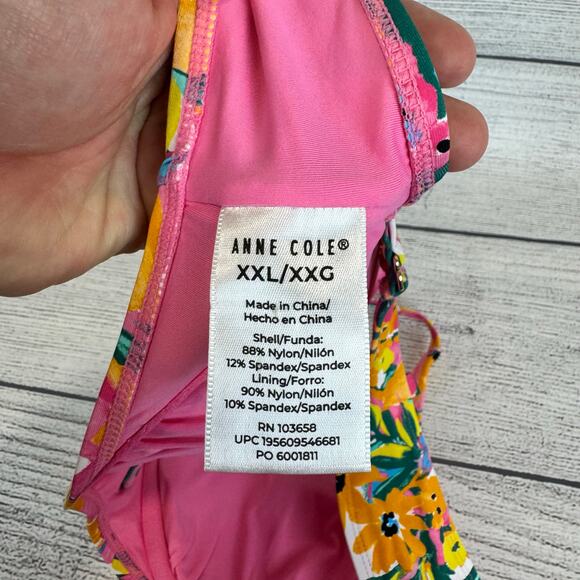 ANNE COLE®
XXL/XXG
Made in China/
Hecho en China
Shell/Funda:
88% Nylon/Nilón
12% Spandex/Spandex
Lining/Forro:
90% Nylon/Nilón
10% Spandex/Spandex
RN 103658
UPC 195609546681
PO 6001811